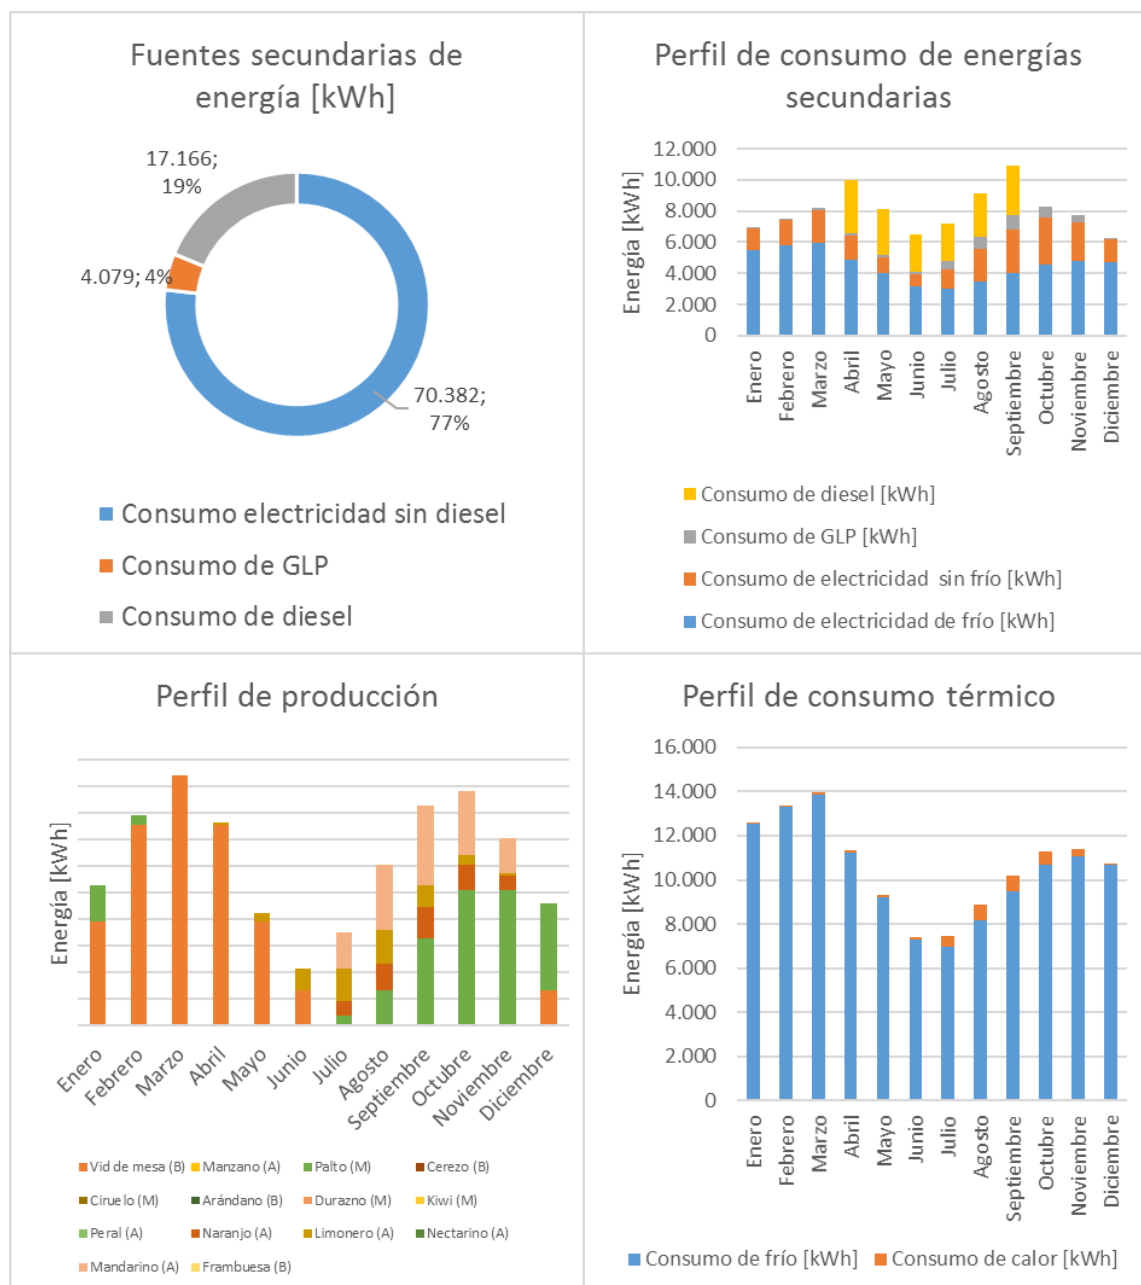 Fuentes secundarias de
energía [kWh]
17.166;
19%
4.079; 4%
70.382;
77%
Consumo electricidad sin diesel
Consumo de GLP
Consumo de diesel
Perfil de consumo de energías
secundarias
Energía [kWh]
12.000
10.000
8.000
6.000
4.000
2.000
0
Enero
Febrero
Marzo
Abril
Mayo
Junio
Julio
Agosto
Septiembre
Octubre
Noviembre
Diciembre
Consumo de diesel [kWh]
Consumo de GLP [kWh]
Consumo de electricidad sin frío [kWh]
Consumo de electricidad de frío [kWh]
Perfil de producción
Energía [kWh]
Enero
Febrero
Marzo
Abril
Mayo
Junio
Julio
Agosto
Septiembre
Octubre
Noviembre
Diciembre
Vid de mesa (B) Manzano (A) Palto (M) Cerezo (B)
Ciruelo (M) Arándano (B) Durazno (M) Kiwi (M)
Peral (A) Naranjo (A) Limonero (A) Nectarino (A)
Mandarino (A) Frambuesa (B)
Perfil de consumo térmico
Energía [kWh]
16.000
14.000
12.000
10.000
8.000
6.000
4.000
2.000
0
Enero
Febrero
Marzo
Abril
Mayo
Junio
Julio
Agosto
Septiembre
Octubre
Noviembre
Diciembre
Consumo de frío [kWh] Consumo de calor [kWh]